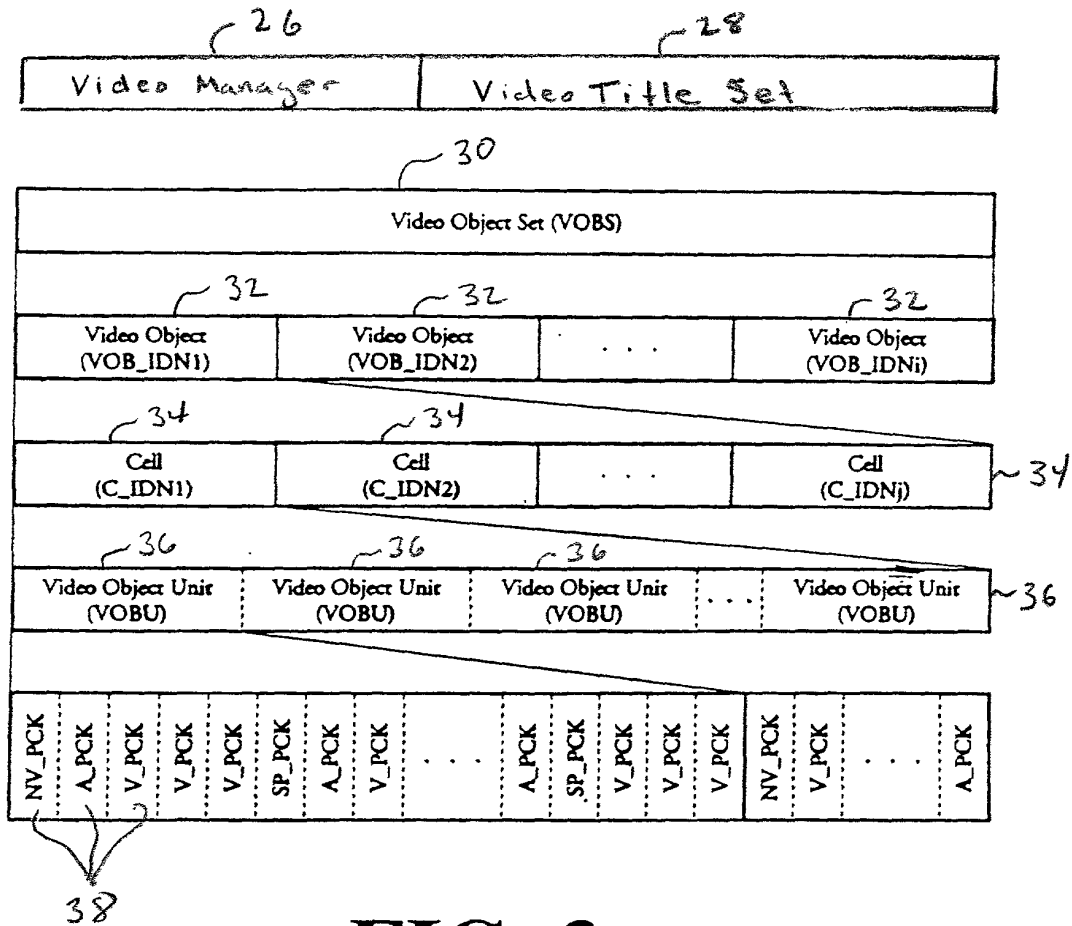 26 28
Video Manager Video Title Set
30
Video Object Set (VOBS)
32 32 32
Video Object Video Object Video Object
(VOB_IDN1) (VOB_IDN2) . . . (VOB_IDNi)
34 34
Cell Cell Cell
(C_IDN1) (C_IDN2) . . . (C_IDNj) 34
36 36 36
Video Object Unit Video Object Unit Video Object Unit Video Object Unit
(VOBU) (VOBU) (VOBU) . . . (VOBU) 36
NV_PCK A_PCK V_PCK V_PCK V_PCK SP_PCK A_PCK V_PCK . . . A_PCK SP_PCK V_PCK V_PCK V_PCK NV_PCK V_PCK . . . A_PCK
38